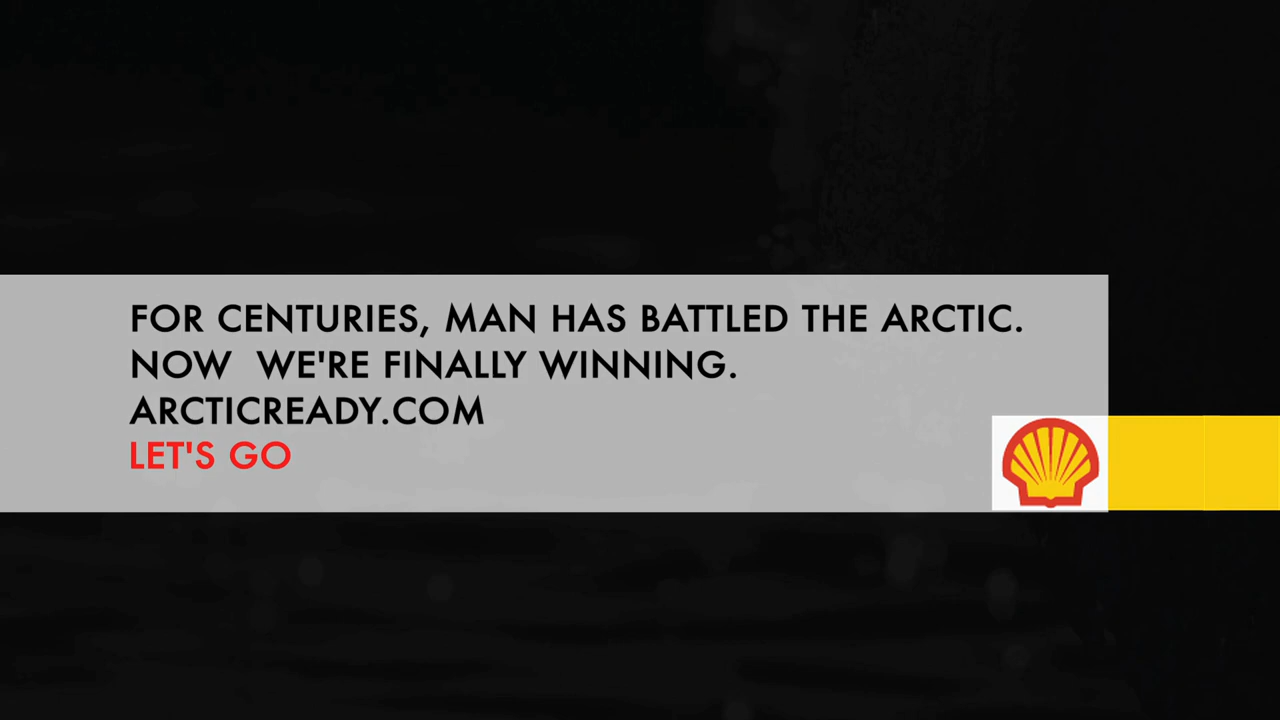 FOR CENTURIES, MAN HAS BATTLED THE ARCTIC.
NOW  WE'RE FINALLY WINNING.
ARCTICREADY.COM
LET'S GO